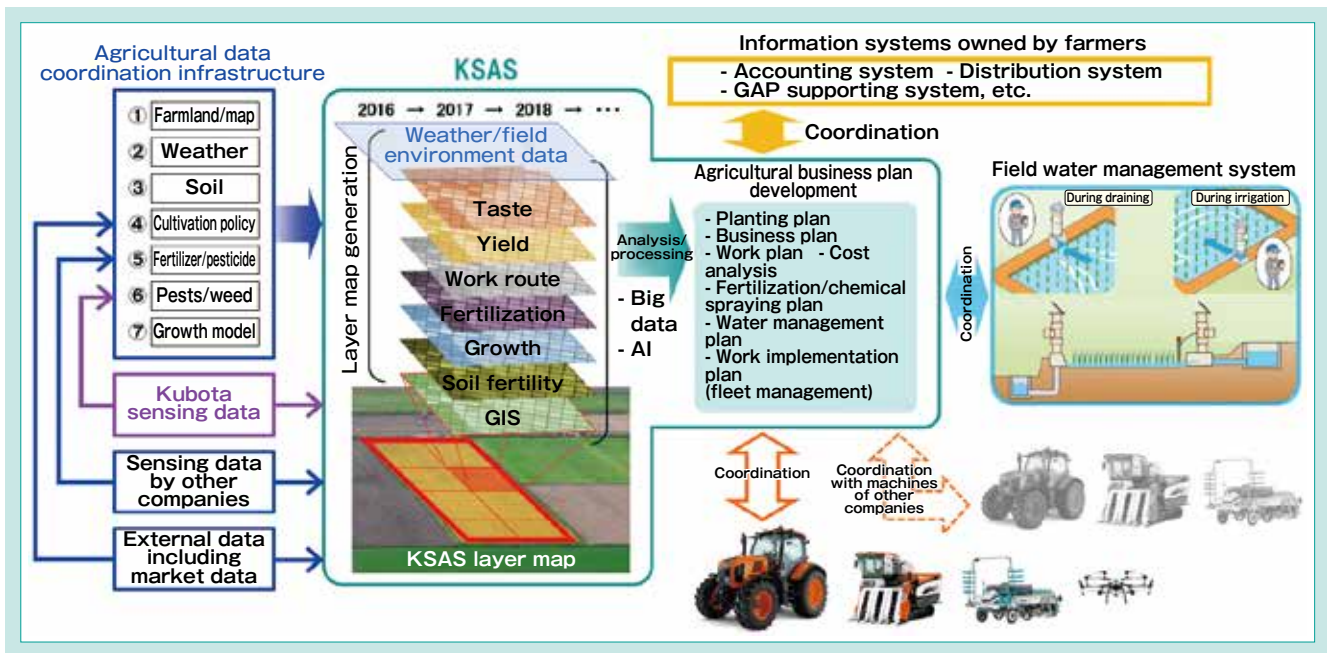 Agricultural data
coordination infrastructure
① Farmland/map
② Weather
③ Soil
④ Cultivation policy
⑤ Fertilizer/pesticide
⑥ Pests/weed
⑦ Growth model
Kubota
sensing data
Sensing data
by other
companies
External data
including
market data
KSAS
2016 → 2017 → 2018 → ···
Layer map generation
Weather/field
environment data
Taste
Yield
Work route
Fertilization
Growth
Soil fertility
GIS
KSAS layer map
Analysis/
processing
- Big
data
- AI
Information systems owned by farmers
- Accounting system - Distribution system
- GAP supporting system, etc.
Coordination
Agricultural business plan
development
- Planting plan
- Business plan
- Work plan - Cost
analysis
- Fertilization/chemical
spraying plan
- Water management
plan
- Work implementation
plan
(fleet management)
Coordination
Field water management system
During draining
During irrigation
Coordination
Coordination
with machines
of other
companies